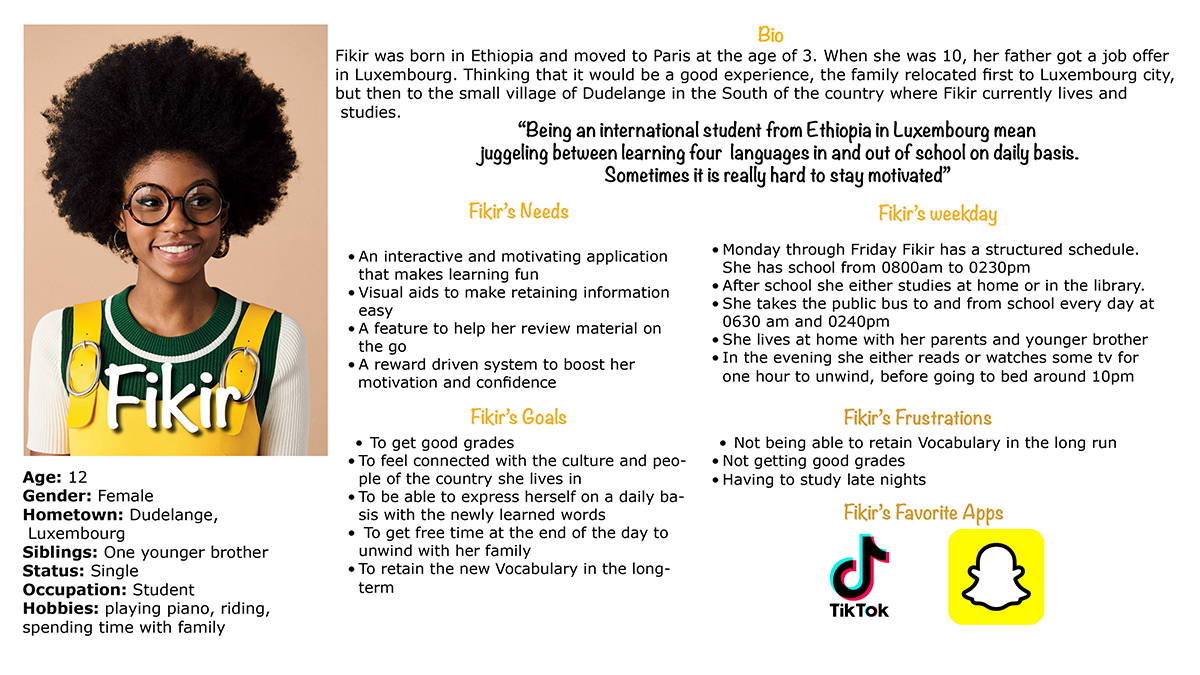 Fikir
Age: 12
Gender: Female
Hometown: Dudelange,
Luxembourg
Siblings: One younger brother
Status: Single
Occupation: Student
Hobbies: playing piano, riding,
spending time with family
Bio
Fikir was born in Ethiopia and moved to Paris at the age of 3. When she was 10, her father got a job offer
in Luxembourg. Thinking that it would be a good experience, the family relocated first to Luxembourg city,
but then to the small village of Dudelange in the South of the country where Fikir currently lives and
studies.
“Being an international student from Ethiopia in Luxembourg mean
juggeling between learning four languages in and out of school on daily basis.
Sometimes it is really hard to stay motivated”
Fikir's Needs
• An interactive and motivating application
that makes learning fun
• Visual aids to make retaining information
easy
• A feature to help her review material on
the go
• A reward driven system to boost her
motivation and confidence
Fikir's Goals
• To get good grades
• To feel connected with the culture and peo-
ple of the country she lives in
• To be able to express herself on a daily ba-
sis with the newly learned words
• To get free time at the end of the day to
unwind with her family
• To retain the new Vocabulary in the long-
term
Fikir's weekday
• Monday through Friday Fikir has a structured schedule.
She has school from 0800am to 0230pm
• After school she either studies at home or in the library.
• She takes the public bus to and from school every day at
0630 am and 0240pm
• She lives at home with her parents and younger brother
• In the evening she either reads or watches some tv for
one hour to unwind, before going to bed around 10pm
Fikir's Frustrations
• Not being able to retain Vocabulary in the long run
• Not getting good grades
• Having to study late nights
Fikir's Favorite Apps
TikTok